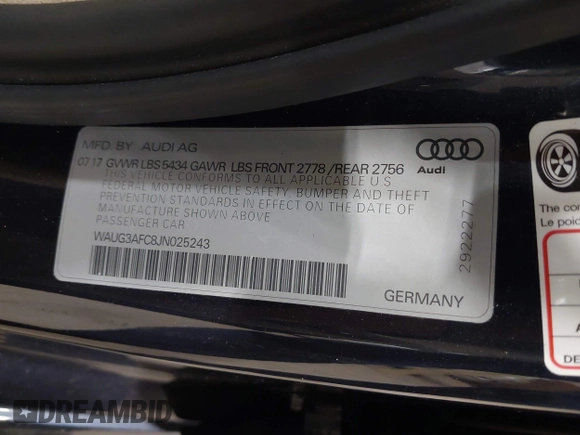 MFD. BY AUDI AG
07 17 GVWR LBS 5434 GAWR LBS FRONT 2778 /REAR 2756
THIS VEHICLE CONFORMS TO ALL APPLICABLE U S
FEDERAL MOTOR VEHICLE SAFETY, BUMPER AND THEFT
PREVENTION STANDARDS IN EFFECT ON THE DATE OF
MANUFACTURE SHOWN ABOVE
PASSENGER CAR
WAUG3AFC8JN025243
GERMANY
Audi
2922277
The co
Le poi
A
DE
DREAMBID